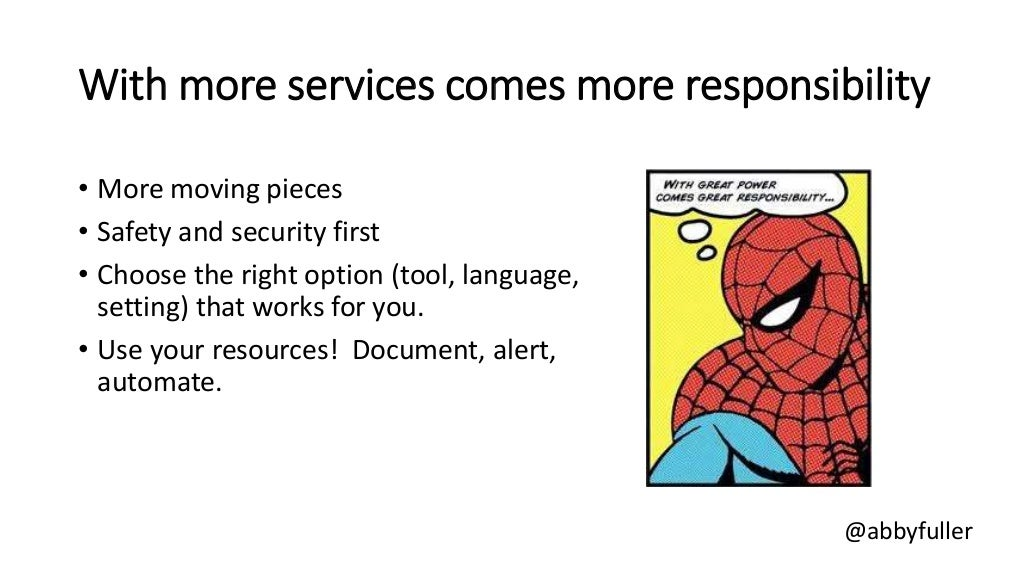 With more services comes more responsibility
• More moving pieces
• Safety and security first
• Choose the right option (tool, language,
setting) that works for you.
• Use your resources!  Document, alert,
automate.
WITH GREAT POWER
COMES GREAT RESPONSIBILITY...
@abbyfuller